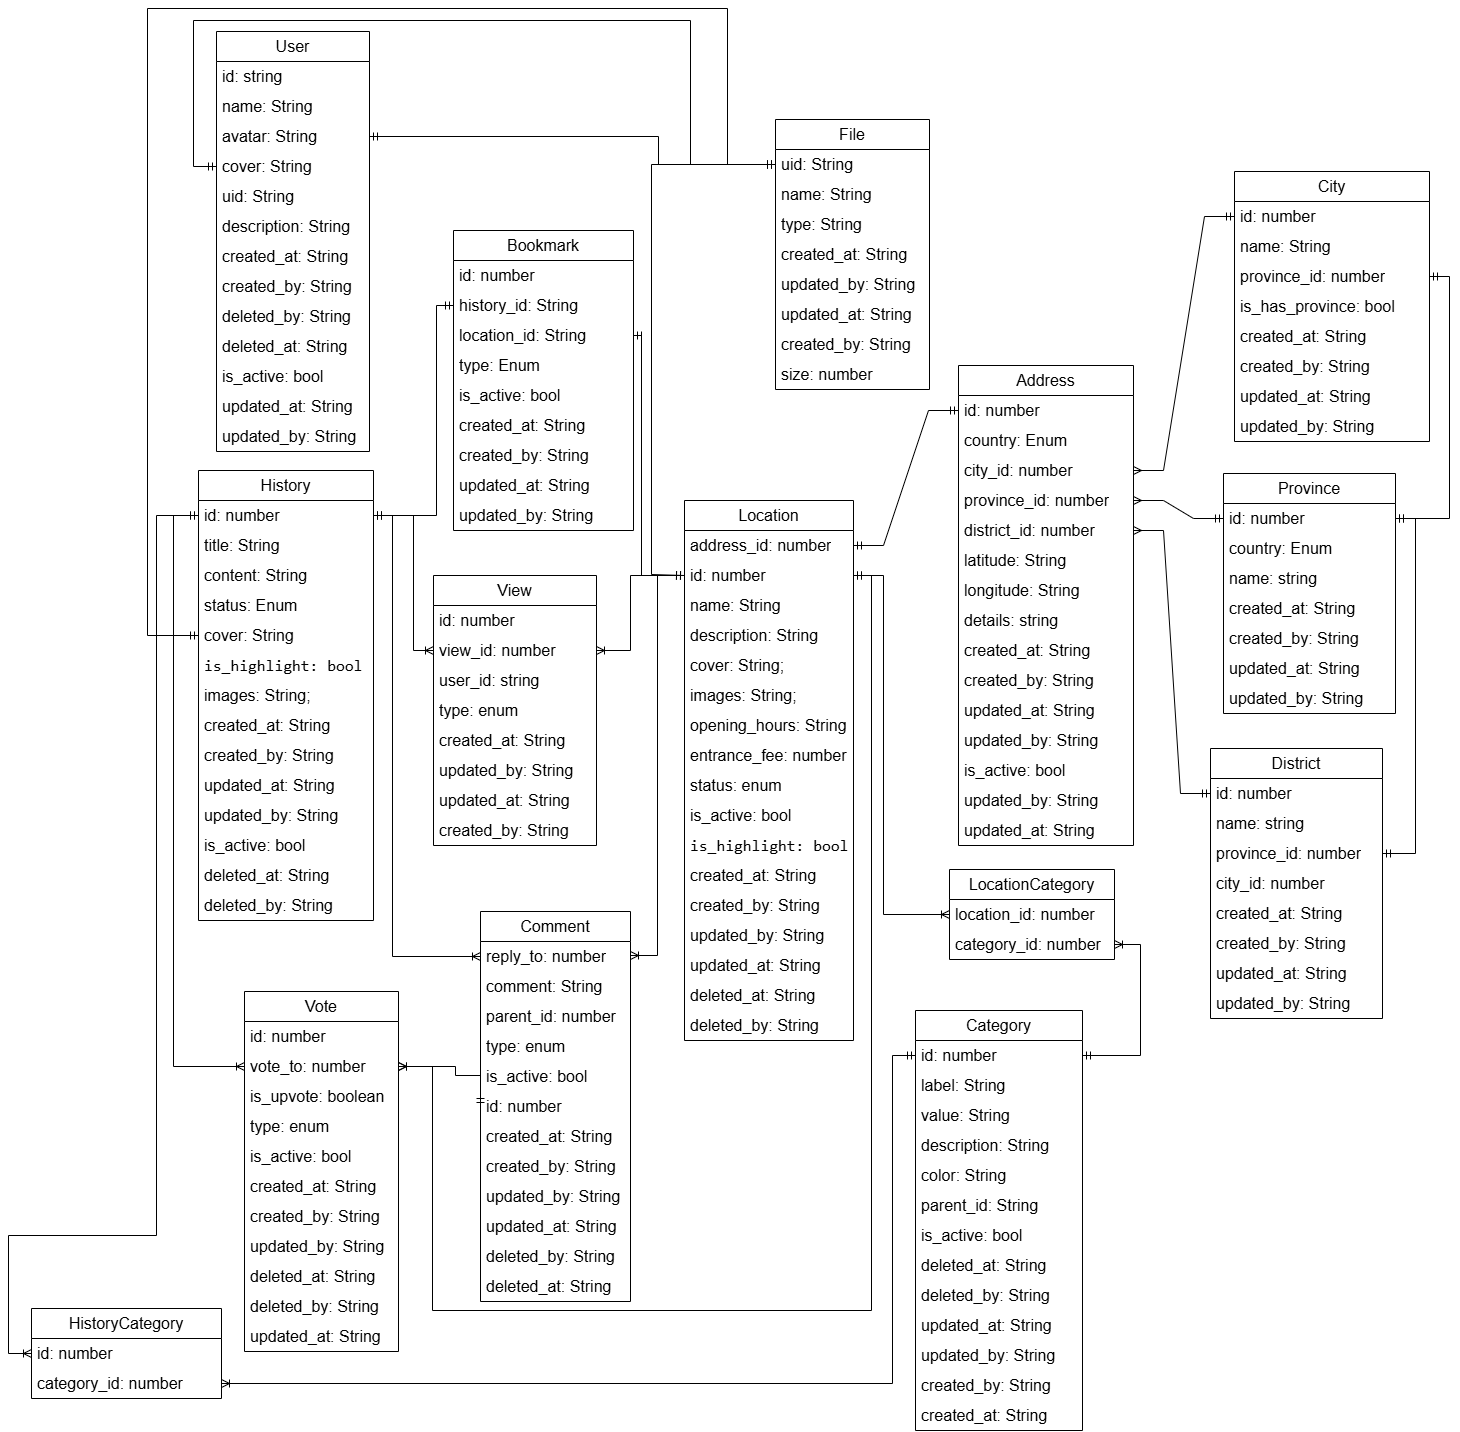 User
id: string
name: String
avatar: String
cover: String
uid: String
description: String
created_at: String
created_by: String
deleted_by: String
deleted_at: String
is_active: bool
updated_at: String
updated_by: String
File
uid: String
name: String
type: String
created_at: String
updated_by: String
updated_at: String
created_by: String
size: number
Bookmark
id: number
history_id: String
location_id: String
type: Enum
is_active: bool
created_at: String
created_by: String
updated_at: String
updated_by: String
City
id: number
name: String
province_id: number
is_has_province: bool
created_at: String
created_by: String
updated_at: String
updated_by: String
Address
id: number
country: Enum
city_id: number
province_id: number
district_id: number
latitude: String
longitude: String
details: string
created_at: String
created_by: String
updated_at: String
updated_by: String
is_active: bool
updated_by: String
updated_at: String
Province
id: number
country: Enum
name: string
created_at: String
created_by: String
updated_at: String
updated_by: String
History
id: number
title: String
content: String
status: Enum
cover: String
is_highlight: bool
images: String;
created_at: String
created_by: String
updated_at: String
updated_by: String
is_active: bool
deleted_at: String
deleted_by: String
View
id: number
view_id: number
user_id: string
type: enum
created_at: String
updated_by: String
updated_at: String
created_by: String
Location
address_id: number
id: number
name: String
description: String
cover: String;
images: String;
opening_hours: String
entrance_fee: number
status: enum
is_active: bool
is_highlight: bool
created_at: String
created_by: String
updated_by: String
updated_at: String
deleted_at: String
deleted_by: String
District
id: number
name: string
province_id: number
city_id: number
created_at: String
created_by: String
updated_at: String
updated_by: String
LocationCategory
location_id: number
category_id: number
Comment
reply_to: number
comment: String
parent_id: number
type: enum
is_active: bool
id: number
created_at: String
created_by: String
updated_by: String
updated_at: String
deleted_by: String
deleted_at: String
Vote
id: number
vote_to: number
is_upvote: boolean
type: enum
is_active: bool
created_at: String
created_by: String
updated_by: String
deleted_at: String
deleted_by: String
updated_at: String
Category
id: number
label: String
value: String
description: String
color: String
parent_id: String
is_active: bool
deleted_at: String
deleted_by: String
updated_at: String
updated_by: String
created_by: String
created_at: String
HistoryCategory
id: number
category_id: number